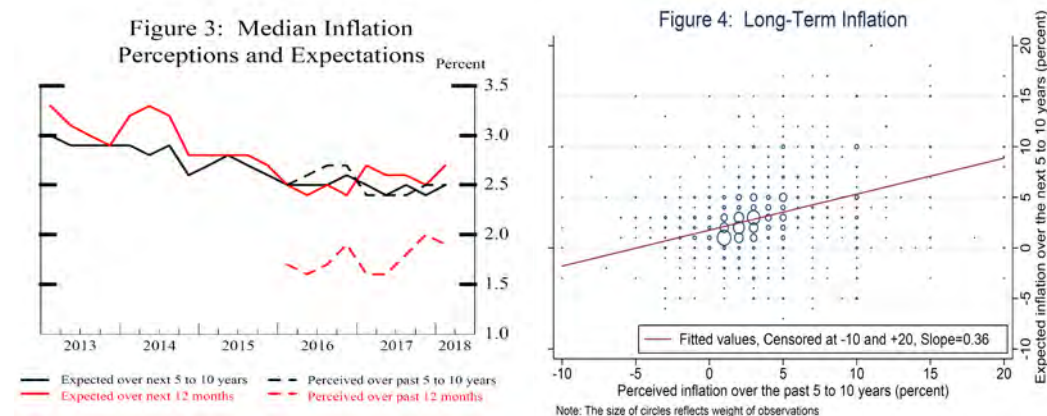 Figure 3: Median Inflation
Perceptions and Expectations
Percent
3.5
3.0
2.5
2.0
1.5
1.0
2013 2014 2015 2016 2017 2018
Expected over next 5 to 10 years
Expected over next 12 months
Perceived over past 5 to 10 years
Perceived over past 12 months
Figure 4: Long-Term Inflation
20
15
10
5
0
-5
-10
Expected inflation over the next 5 to 10 years (percent)
Fitted values, Censored at -10 and +20, Slope=0.36
-10 -5 0 5 10 15 20
Perceived inflation over the past 5 to 10 years (percent)
Note: The size of circles reflects weight of observations